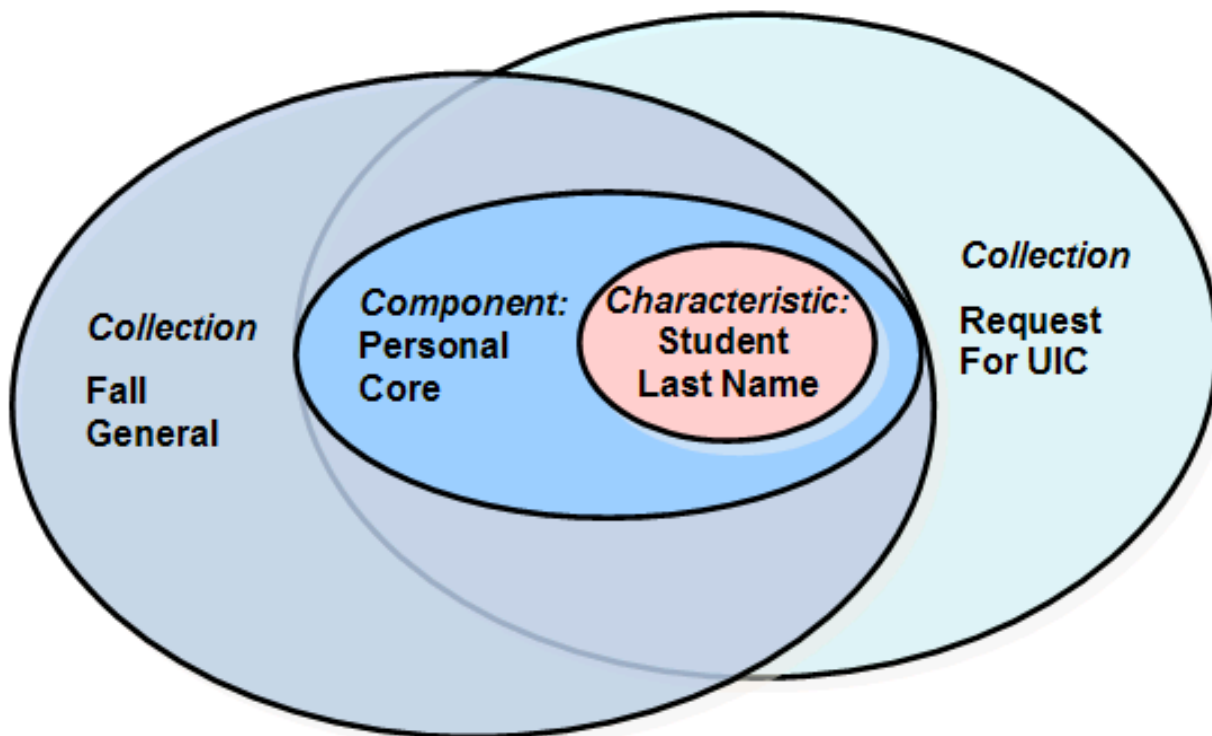 Collection
Fall
General
Component:
Personal
Core
Characteristic:
Student
Last Name
Collection
Request
For UIC